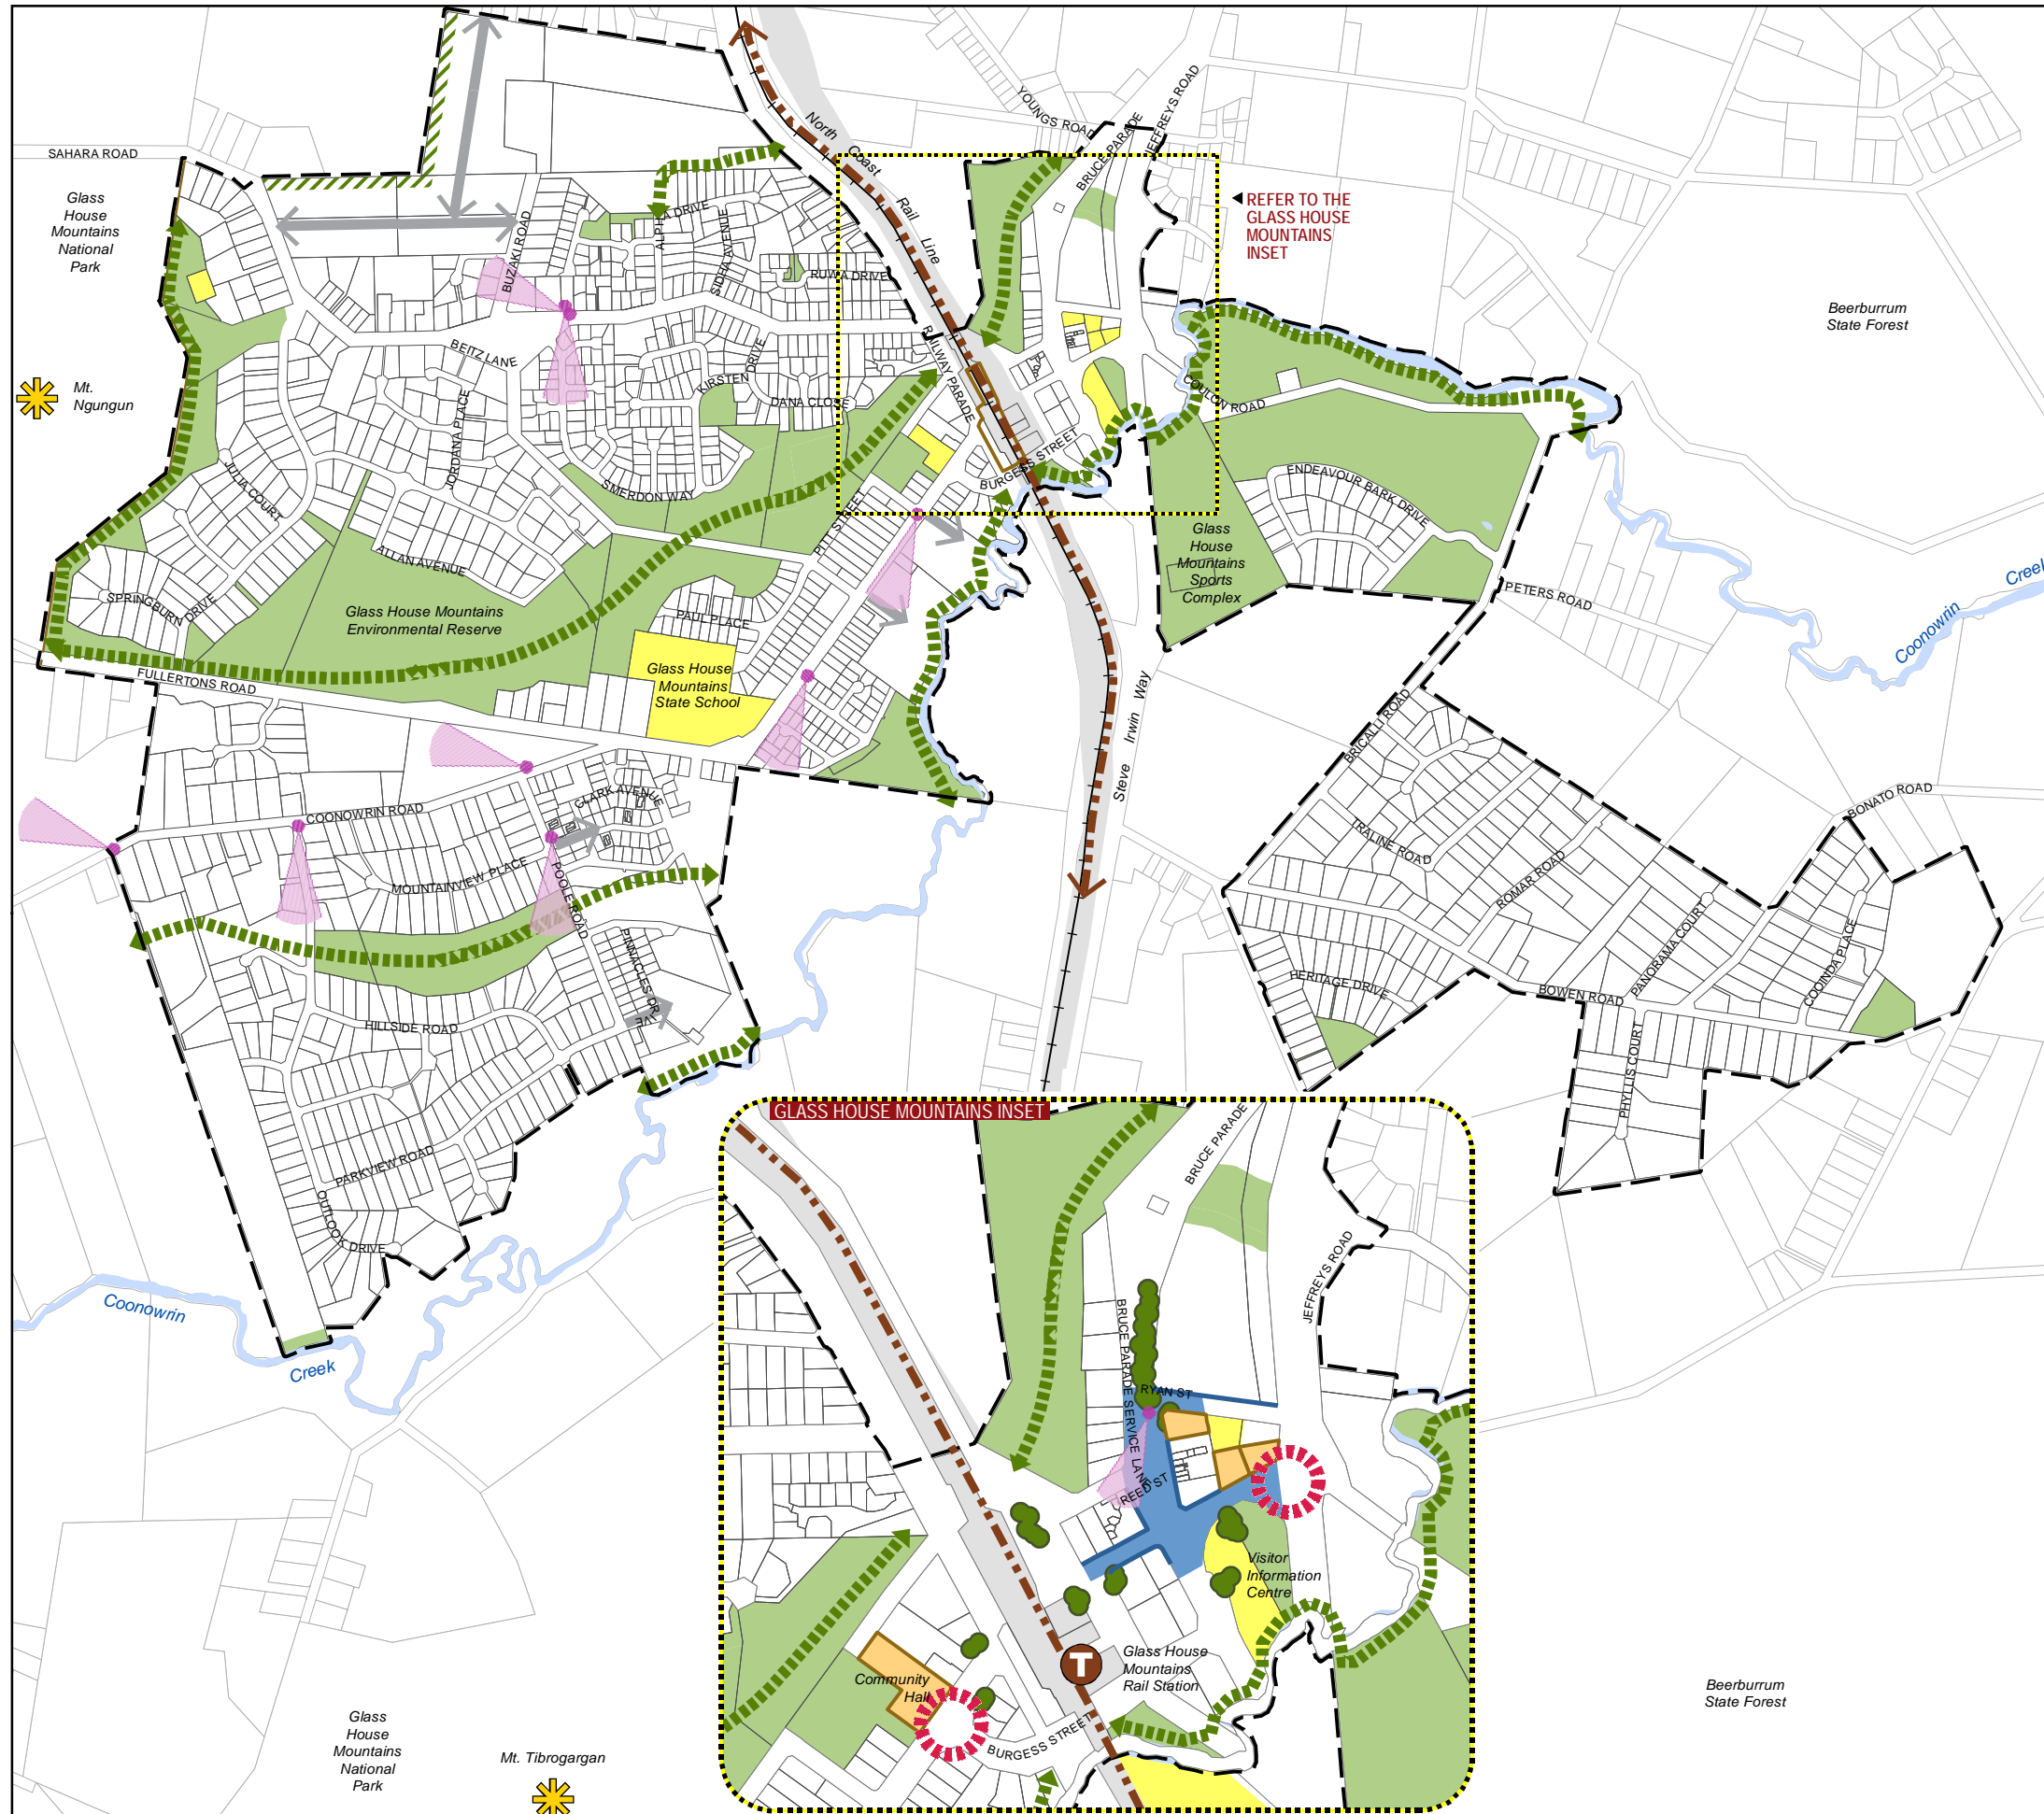 YOUNGS ROAD
BRUCE PARADE
JEFFREYS ROAD
North
Coast
Rail
Line
SAHARA ROAD
Glass
House
Mountains
National
Park
REFER TO THE
GLASS HOUSE
MOUNTAINS
INSET
BUZAKI ROAD
ALPHA DRIVE
SIDHA AVENUE
RUWA DRIVE
Beerburrum
State Forest
Mt.
Ngungun
BEITZ LANE
KIRSTEN DRIVE
DANA CLOSE
RAILWAY PARADE
COULON ROAD
JORDANA PLACE
JULIA COURT
SMERDON WAY
BURGESS STREET
ENDEAVOUR BARK DRIVE
PITT STREET
ALLAN AVENUE
Glass
House
Mountains
Sports
Complex
SPRINGBURN DRIVE
Glass House Mountains
Environmental Reserve
PAUL PLACE
PETERS ROAD
Coonowrin
Creek
FULLERTONS ROAD
Glass House
Mountains
State School
Steve Irwin Way
BRICALLI ROAD
COONOWRIN ROAD
CLARK AVENUE
MOUNTAINVIEW PLACE
POOLE ROAD
TRALINE ROAD
ROMAR ROAD
BONATO ROAD
PANORAMA COURT
COONDA PLACE
PINNACLES DRIVE
HERITAGE DRIVE
BOWEN ROAD
HILLSIDE ROAD
PHYLLIS COURT
PARKVIEW ROAD
OUTLOOK DRIVE
Coonowrin
Creek
GLASS HOUSE MOUNTAINS INSET
BRUCE PARADE
JEFFREYS ROAD
BRUCE PARADE SERVICE LANE
RYAN ST
REED ST
Visitor
Information
Centre
Glass House
Mountains
Rail Station
T
Community
Hall
BURGESS STREET
Glass
House
Mountains
National
Park
Mt. Tibrogargan
Beerburrum
State Forest